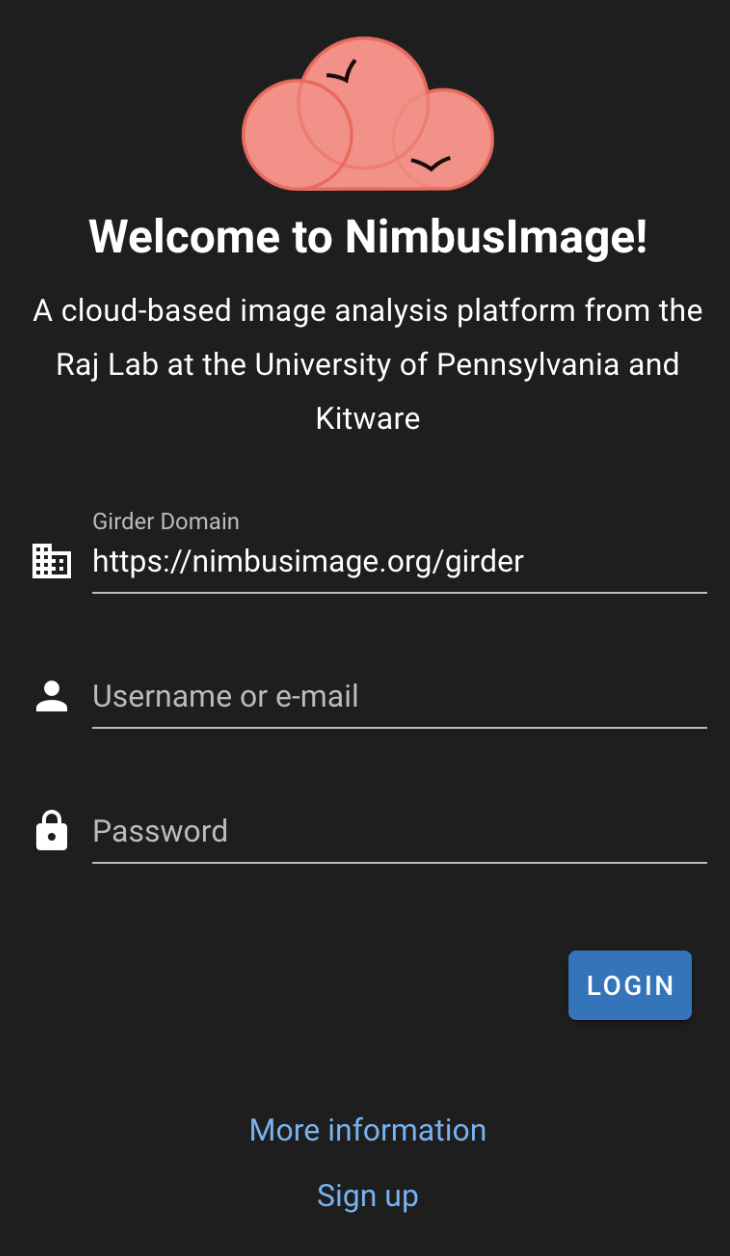 Welcome to NimbusImage!
A cloud-based image analysis platform from the
Raj Lab at the University of Pennsylvania and
Kitware
Girder Domain
https://nimbusimage.org/girder
Username or e-mail
Password
LOGIN
More information
Sign up